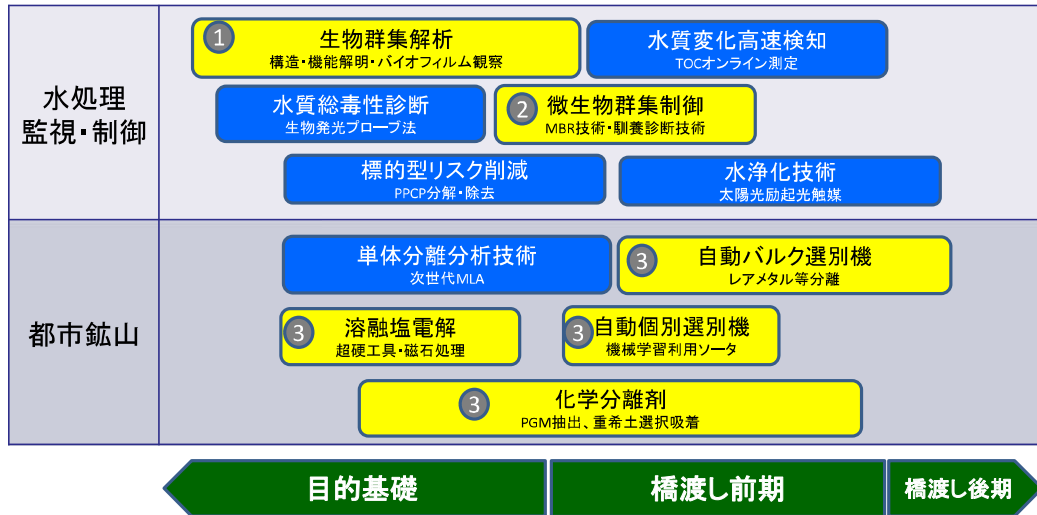 水処理
監視・制御
① 生物群集解析
構造・機能解明・バイオフィルム観察
水質変化高速検知
TOCオンライン測定
水質総毒性診断
生物発光プローブ法
② 微生物群集制御
MBR技術・馴養診断技術
標的型リスク削減
PPCP分解・除去
水浄化技術
太陽光励起光触媒
都市鉱山
単体分離分析技術
次世代MLA
③ 自動バルク選別機
レアメタル等分離
③ 溶融塩電解
超硬工具・磁石処理
③ 自動個別選別機
機械学習利用ソータ
③ 化学分離剤
PGM抽出、重希土選択吸着
目的基礎
橋渡し前期
橋渡し後期